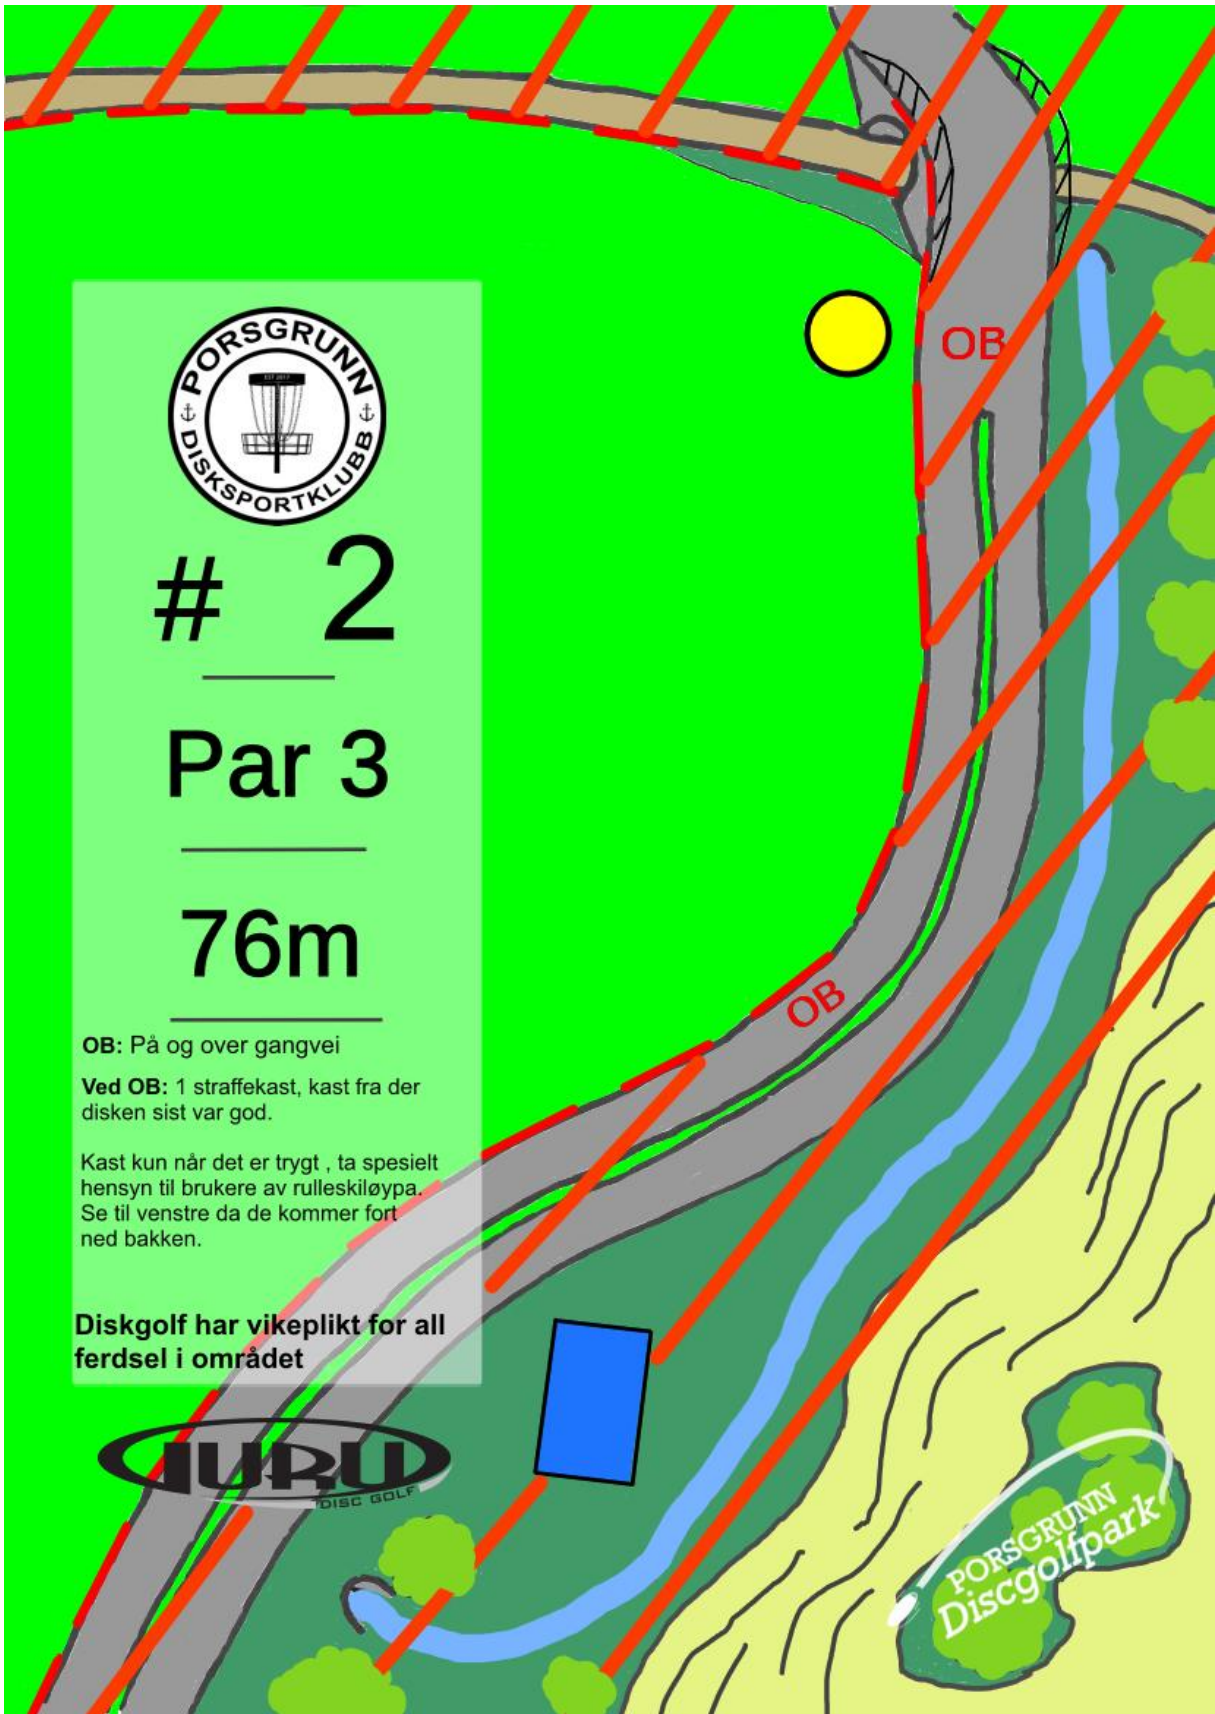 PORSGRUNN
EST 2017
DISKSPORTKLUBB
# 2
Par 3
76m
OB: På og over gangvei
Ved OB: 1 straffekast, kast fra der
disken sist var god.
Kast kun når det er trygt , ta spesielt
hensyn til brukere av rulleskiløypa.
Se til venstre da de kommer fort
ned bakken.
Diskgolf har vikeplikt for all
ferdsel i området
GURU
DISC GOLF
OB
OB
PORSGRUNN
Discgolfpark